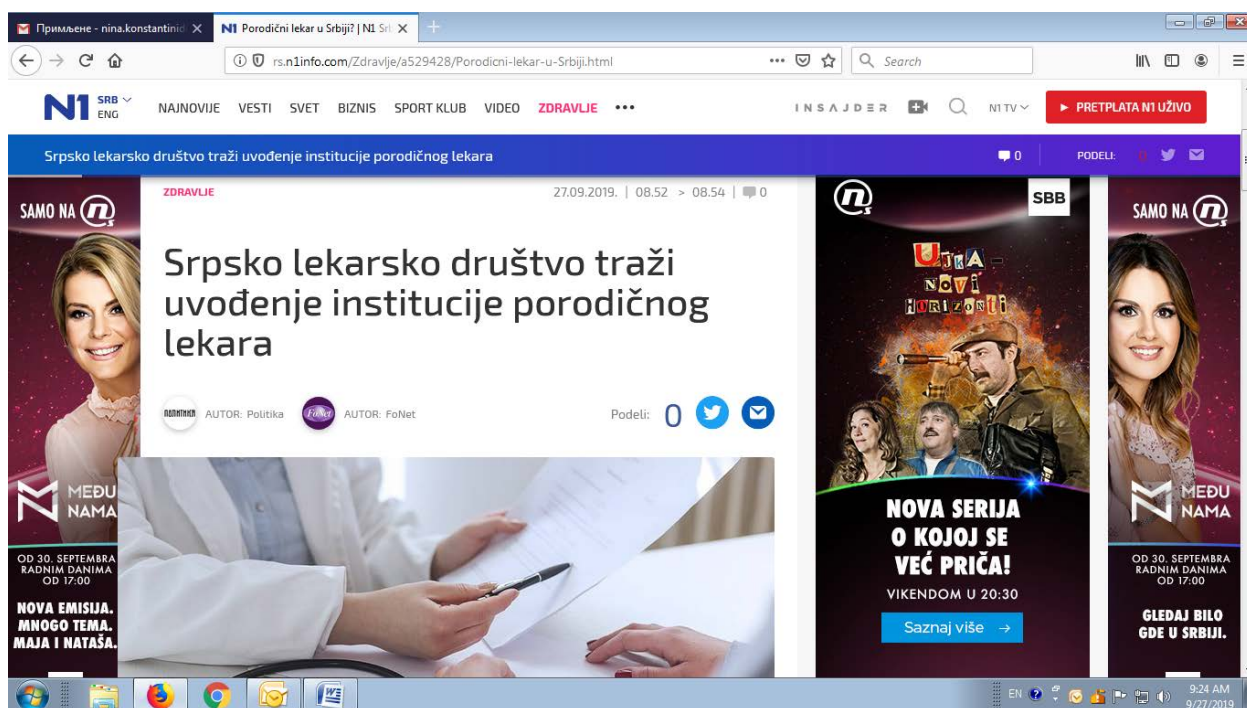 Примљене - nina.konstantinid
N1 Porodični lekar u Srbiji? | N1 Srb
rs.n1info.com/Zdravlje/a529428/Porodicni-lekar-u-Srbiji.html
Search
N1 SRB
ENG
NAJNOVIJE VESTI SVET BIZNIS SPORT KLUB VIDEO ZDRAVLJE
INSAJDER
N1 TV
PRETPLATA N1 UŽIVO
Srpsko lekarsko društvo traži uvođenje institucije porodičnog lekara
0
PODELI: 0
ZDRAVLJE
27.09.2019. | 08.52 > 08.54 | 0
Srpsko lekarsko društvo traži
uvođenje institucije porodičnog
lekara
ПОЛИТИКА AUTOR: Politika
FoNet AUTOR: FoNet
Podeli: 0
SAMO NA n s
MEĐU
NAMA
OD 30. SEPTEMBRA
RADNIM DANIMA
OD 17:00
NOVA EMISIJA.
MNOGO TEMA.
MAJA I NATAŠA.
n s
SBB
UJKA -
NOVI
HORIZONTI
NOVA SERIJA
O KOJOJ SE
VEĆ PRIČA!
VIKENDOM U 20:30
Saznaj više →
SAMO NA n s
MEĐU
NAMA
OD 30. SEPTEMBRA
RADNIM DANIMA
OD 17:00
GLEDAJ BILO
GDE U SRBIJI.
EN
9:24 AM
9/27/2019